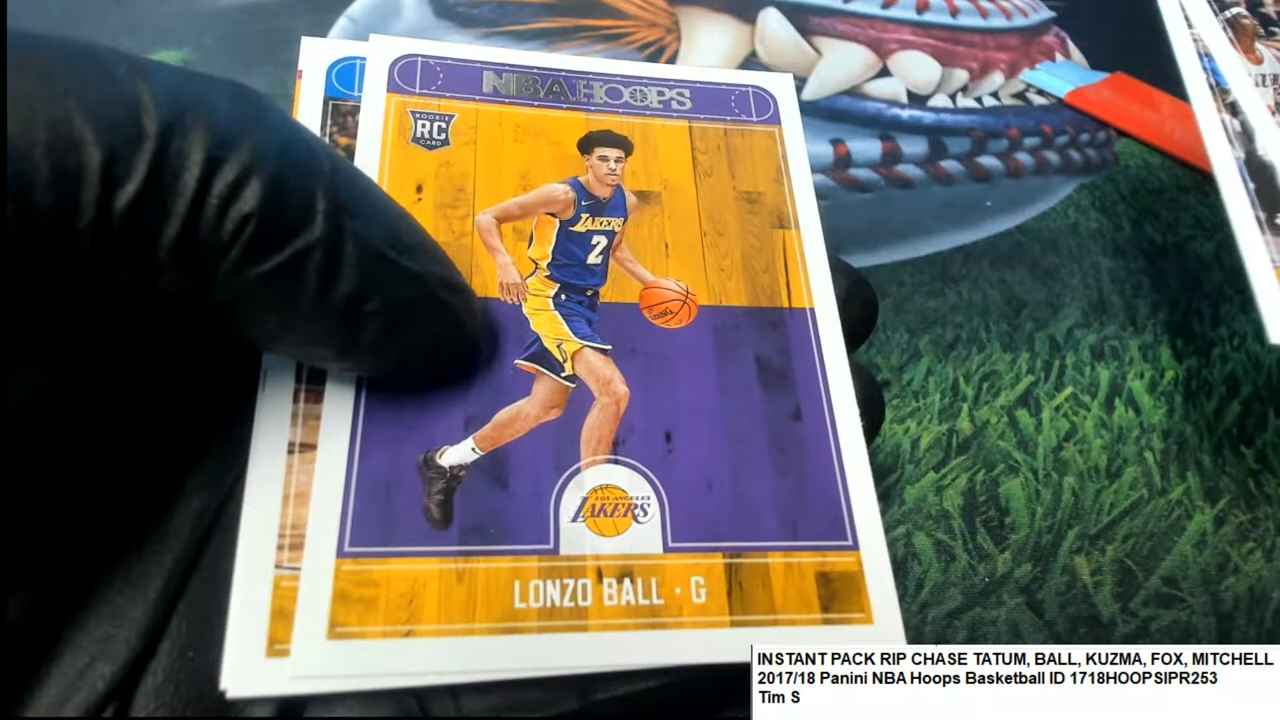 NBA HOOPS
ROOKIE
RC
CARD
LAKERS
2
LOS ANGELES
LAKERS
LONZO BALL · G
INSTANT PACK RIP CHASE TATUM, BALL, KUZMA, FOX, MITCHELL
2017/18 Panini NBA Hoops Basketball ID 1718HOOPSIPR253
Tim S